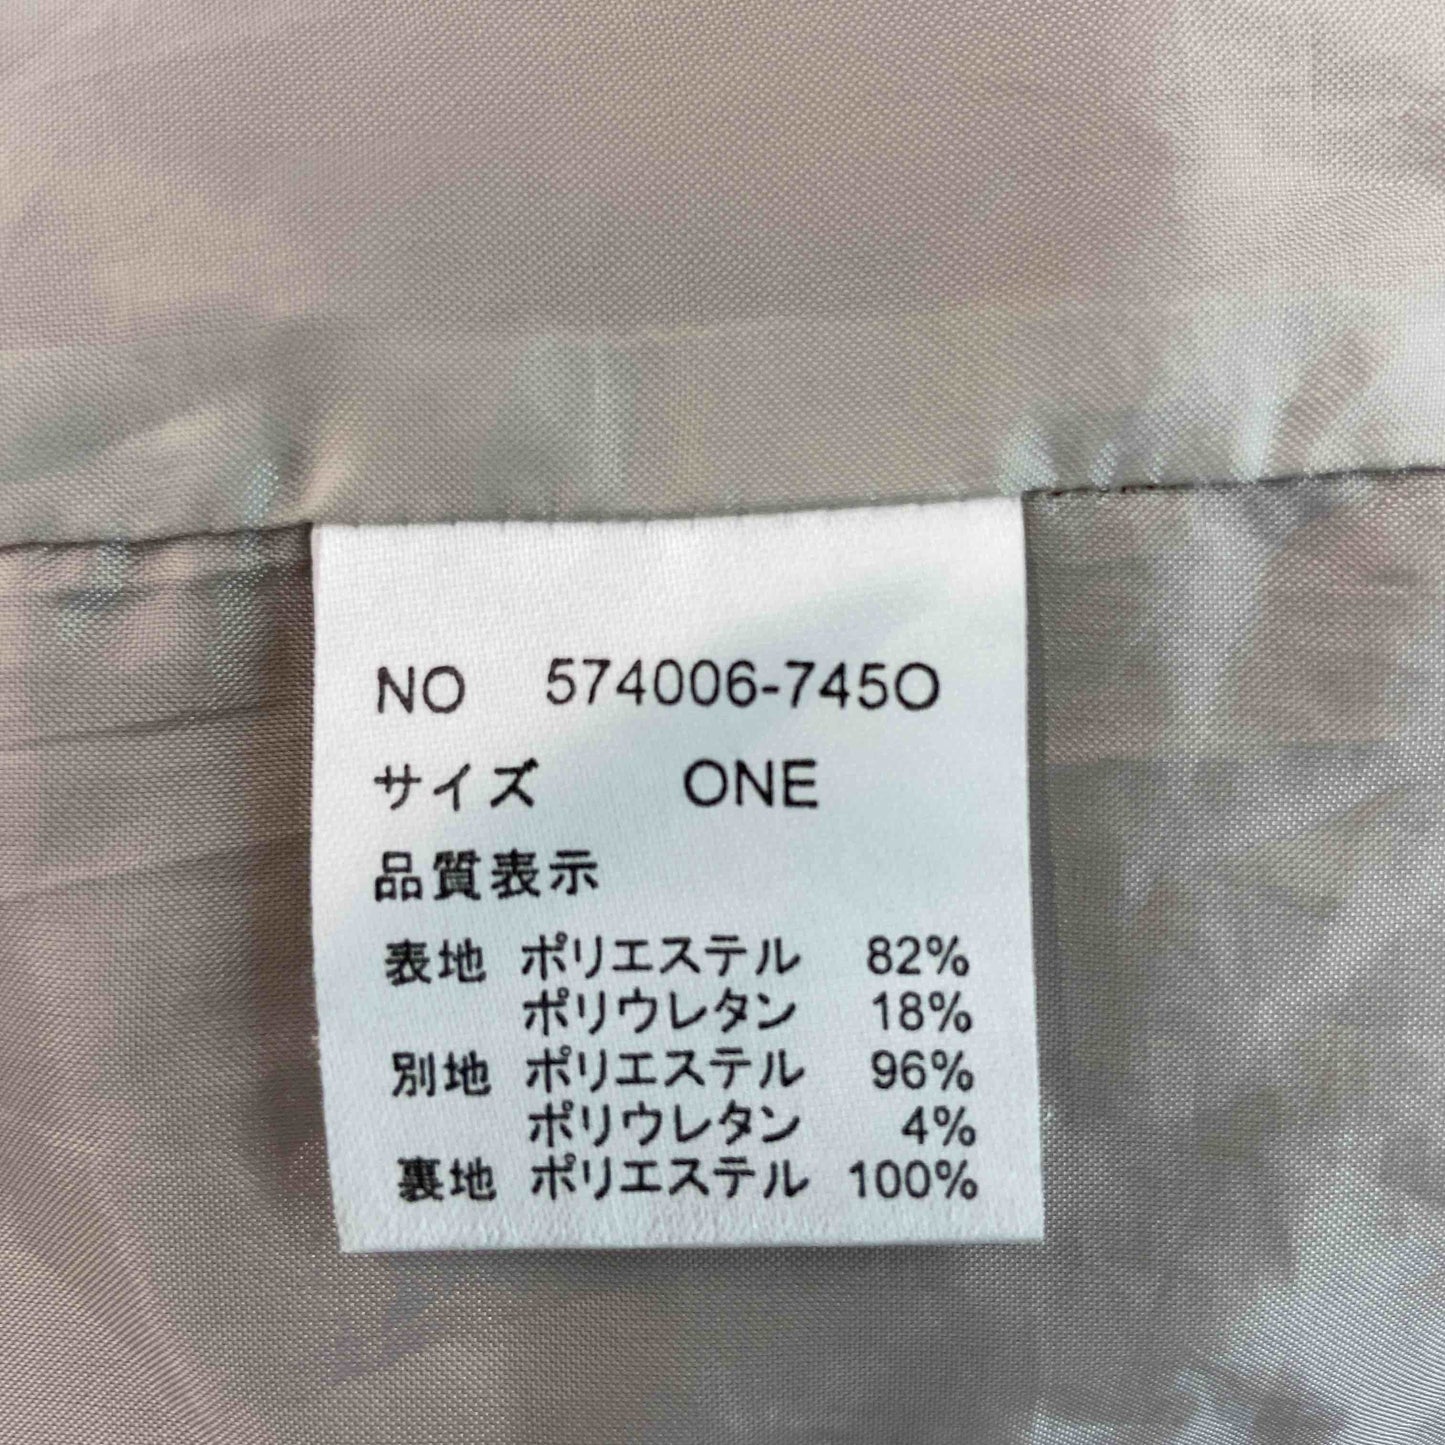 NO 574006-745O
サイズ ONE
品質表示
表地 ポリエステル 82%
ポリウレタン 18%
別地 ポリエステル 96%
ポリウレタン 4%
裏地 ポリエステル 100%